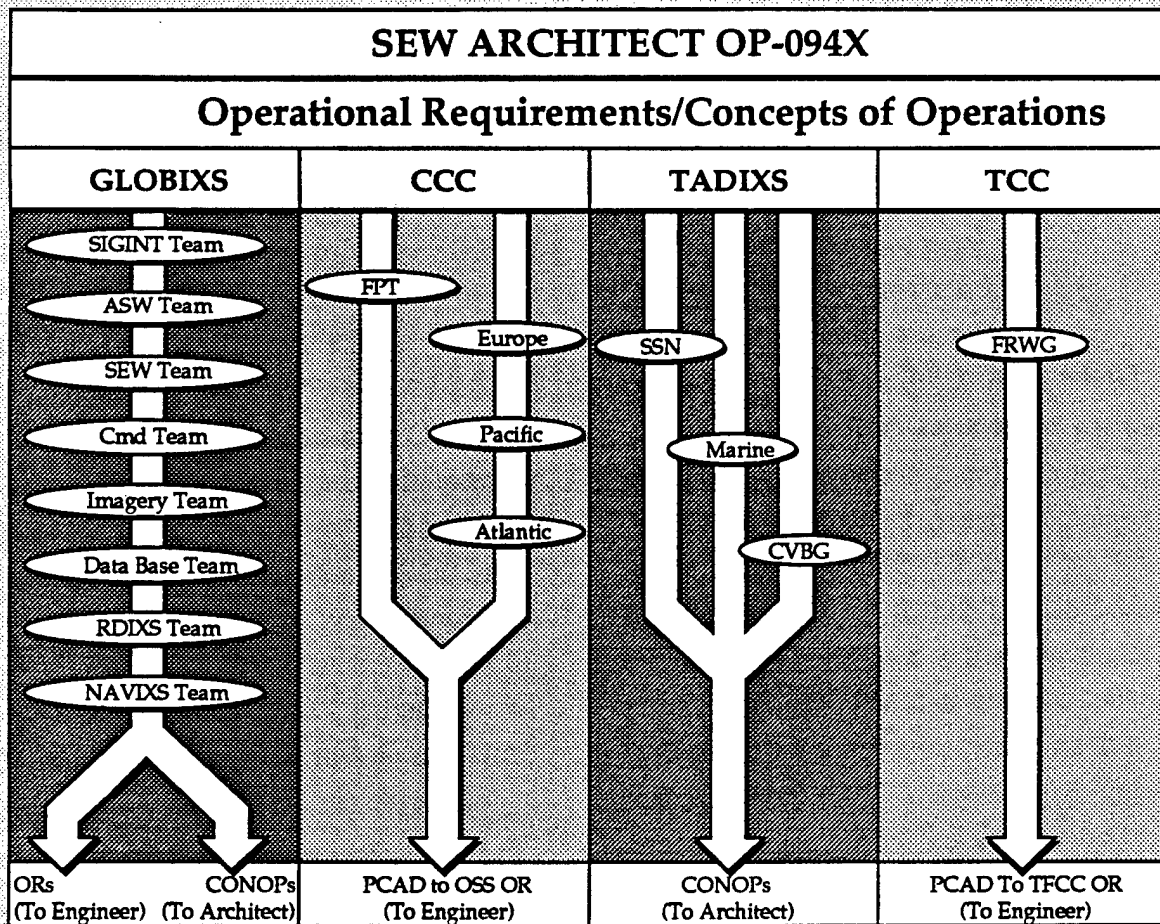 SEW ARCHITECT OP-094X
Operational Requirements/Concepts of Operations
GLOBIXS
CCC
TADIXS
TCC
SIGINT Team
ASW Team
SEW Team
Cmd Team
Imagery Team
Data Base Team
RDIXS Team
NAVIXS Team
FPT
Europe
Pacific
Atlantic
SSN
Marine
CVBG
FRWG
ORs
(To Engineer)
CONOPs
(To Architect)
PCAD to OSS OR
(To Engineer)
CONOPs
(To Architect)
PCAD To TFCC OR
(To Engineer)